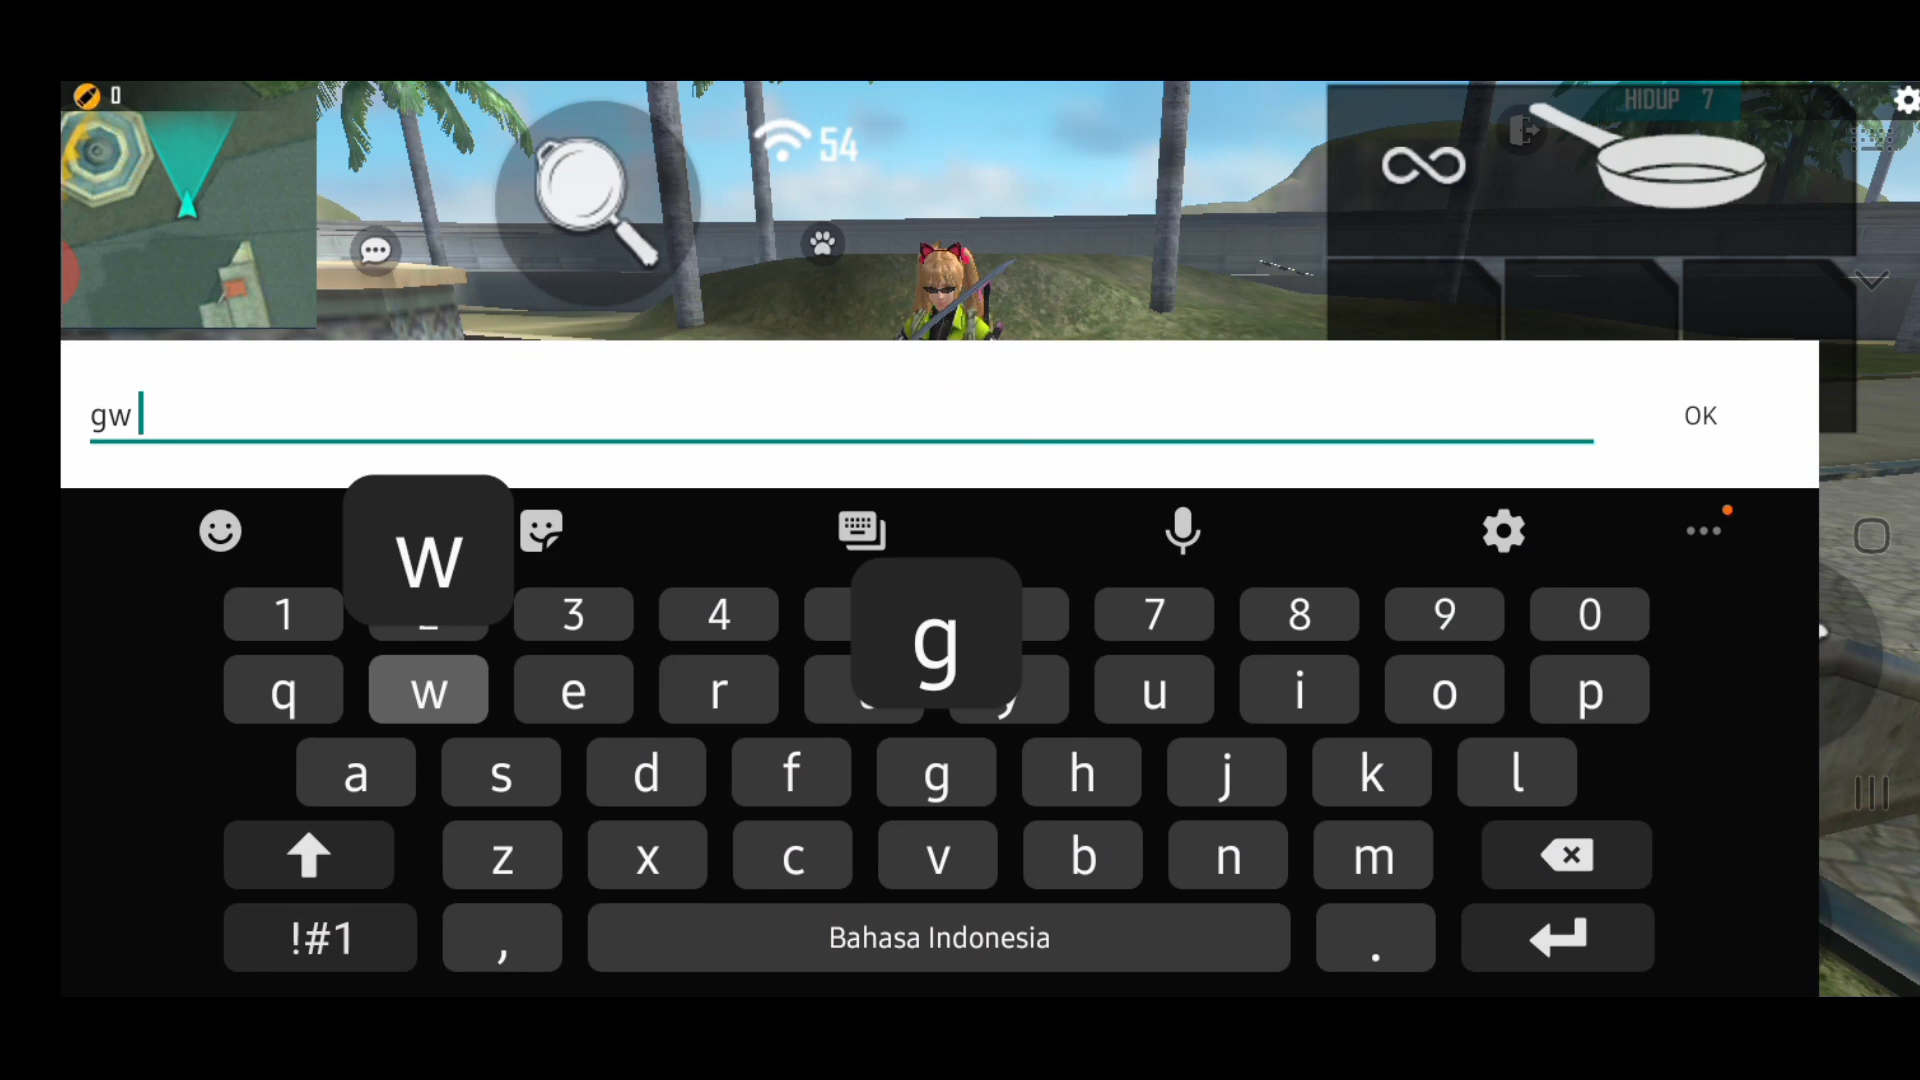 0
54
HIDUP 7
gw
OK
w
g
1 3 4 7 8 9 0
q w e r u i o p
a s d f g h j k l
z x c v b n m
!#1 , Bahasa Indonesia .